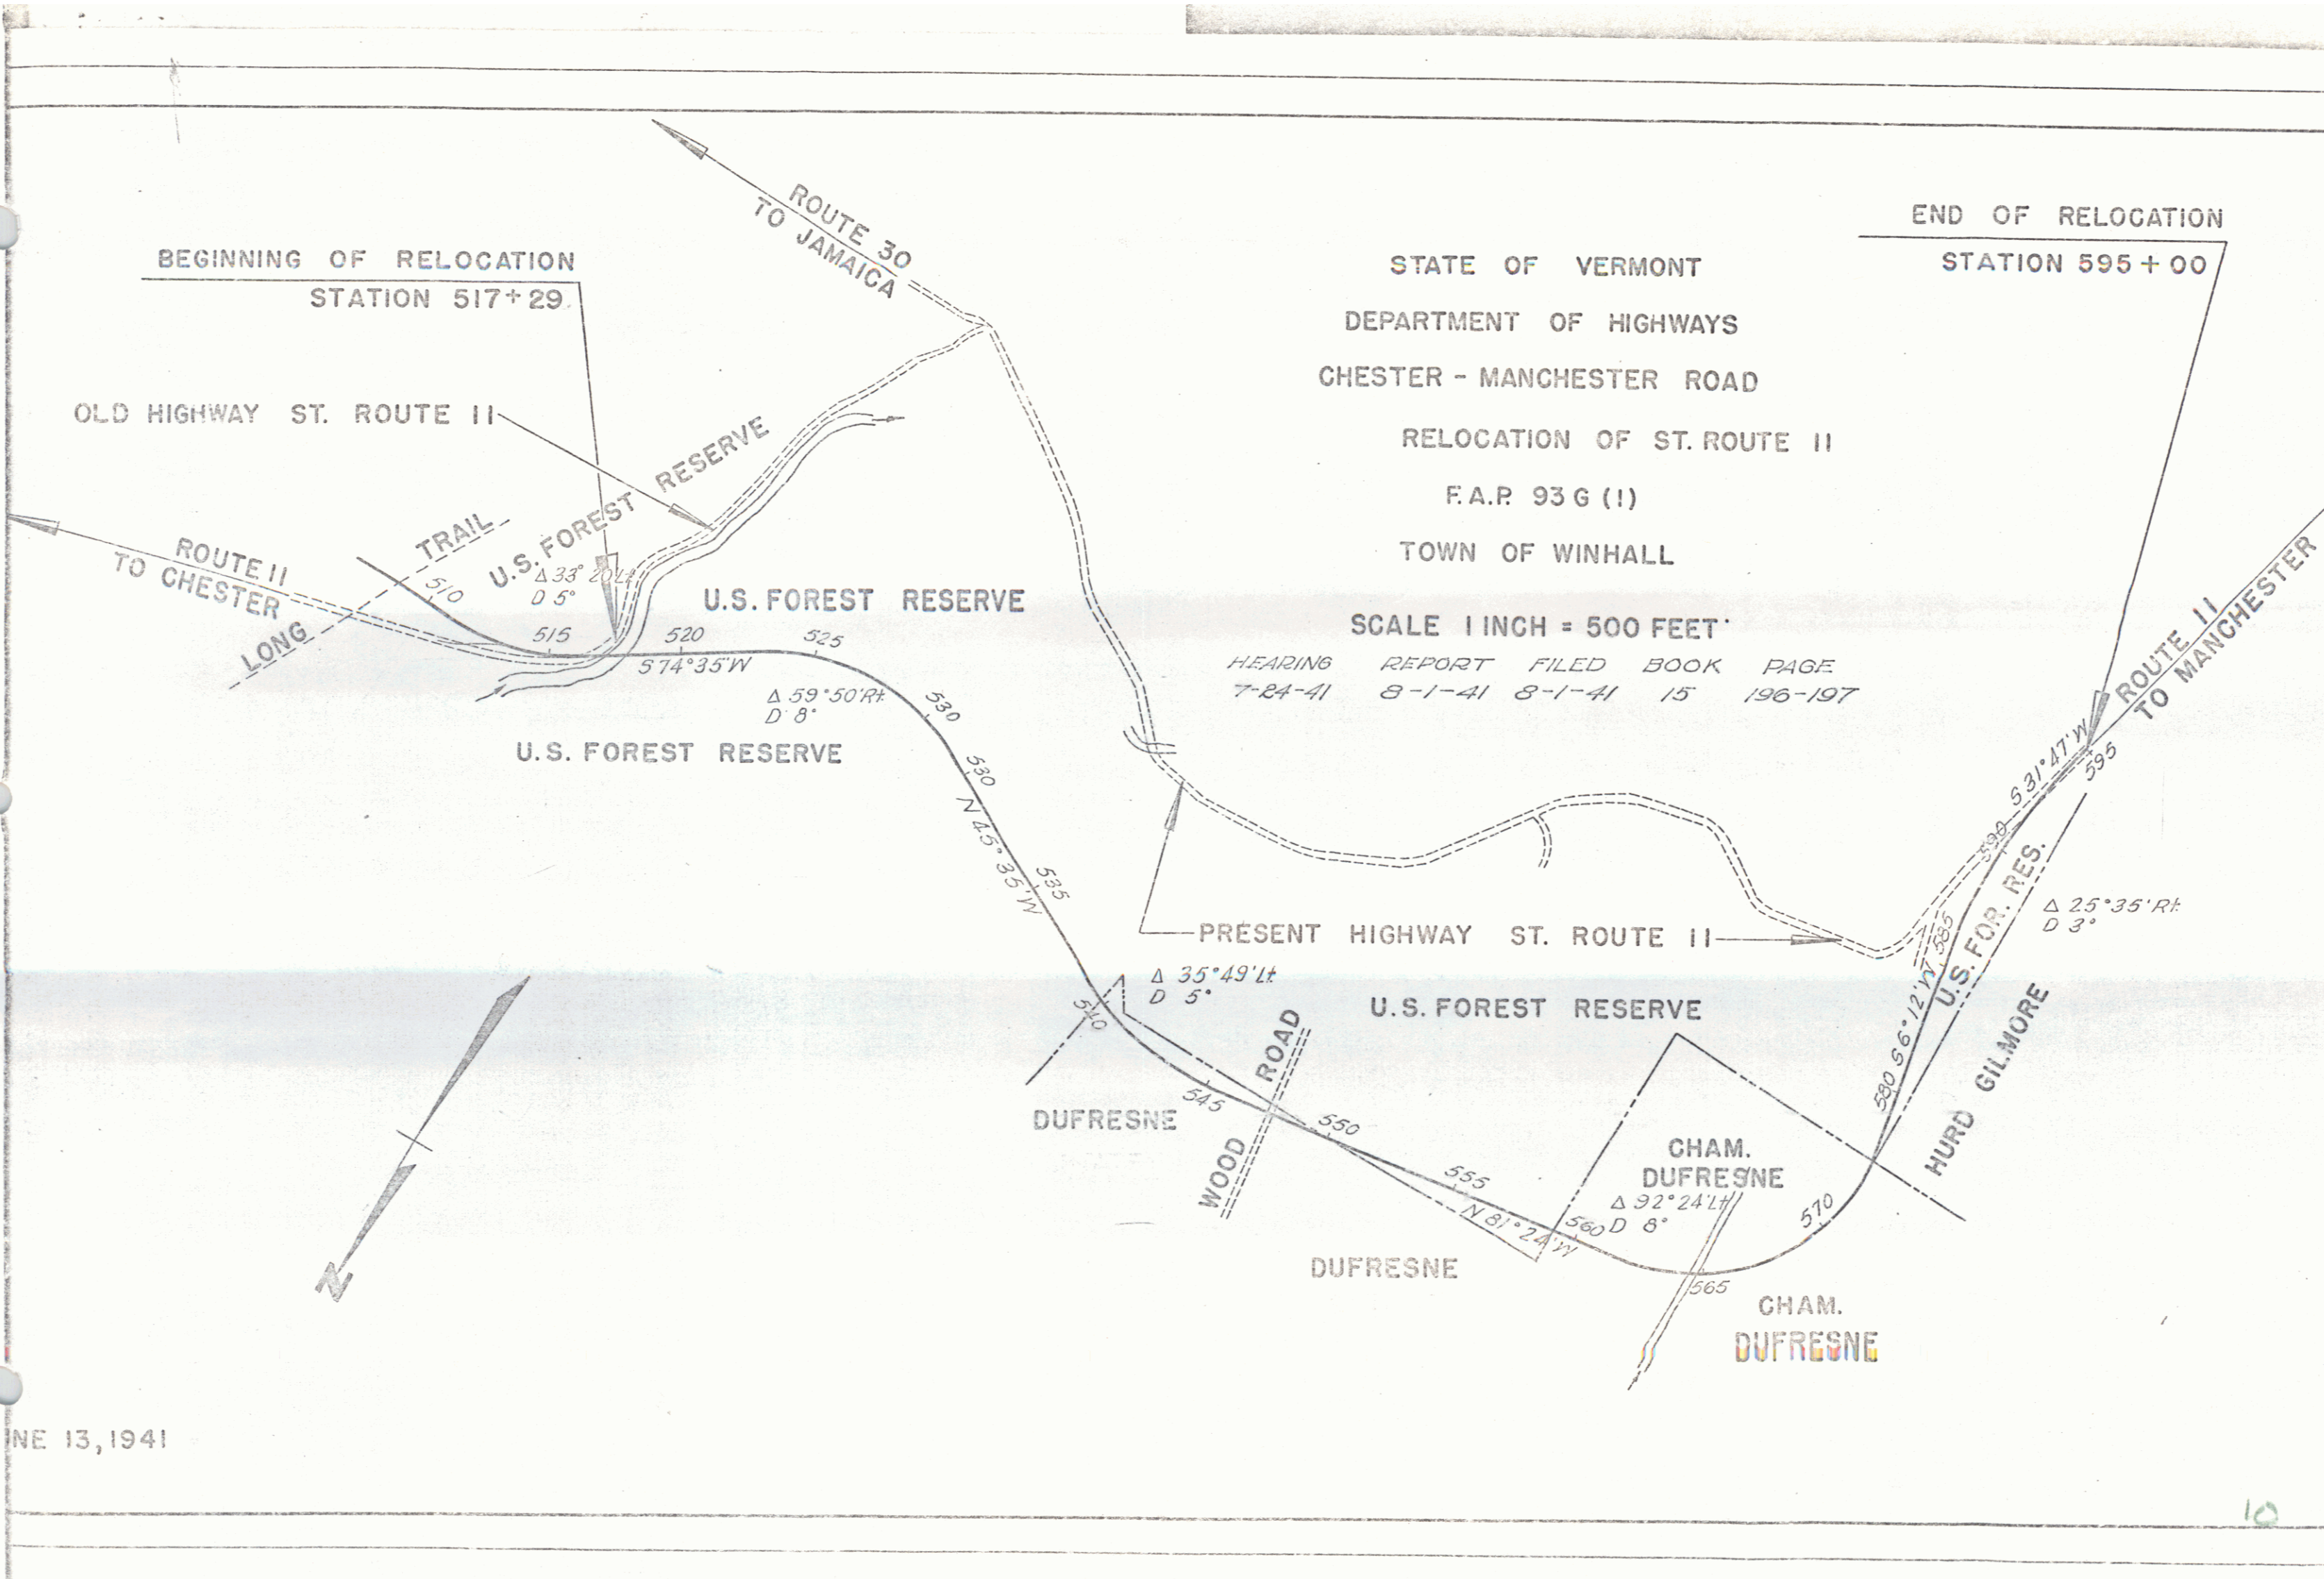 ROUTE 30
TO JAMAICA
BEGINNING OF RELOCATION
STATION 517+29
OLD HIGHWAY ST. ROUTE 11
END OF RELOCATION
STATION 595+00
STATE OF VERMONT
DEPARTMENT OF HIGHWAYS
CHESTER - MANCHESTER ROAD
RELOCATION OF ST. ROUTE 11
F.A.P. 93 G (1)
TOWN OF WINHALL
SCALE 1 INCH = 500 FEET
HEARING REPORT FILED BOOK PAGE
7-24-41 8-1-41 8-1-41 15 196-197
ROUTE 11
TO CHESTER
LONG TRAIL
U.S. FOREST RESERVE
Δ 33° 20' Lt
D 5°
510
515
520
525
S 74° 35' W
U.S. FOREST RESERVE
Δ 59° 50' Rt
D 8°
U.S. FOREST RESERVE
530
530
N 45° 35' W
535
540
Δ 35° 49' Lt
D 5°
PRESENT HIGHWAY ST. ROUTE 11
U.S. FOREST RESERVE
ROUTE 11
TO MANCHESTER
S 31° 47' W
595
590
585
U.S. FOR. RES.
Δ 25° 35' Rt
D 3°
S 6° 12' W
580
HURD GILMORE
DUFRESNE
545
WOOD ROAD
550
555
N 81° 24' W
560
CHAM.
DUFRESNE
Δ 92° 24' Lt
D 8°
570
565
DUFRESNE
CHAM.
DUFRESNE
N
NE 13, 1941
10